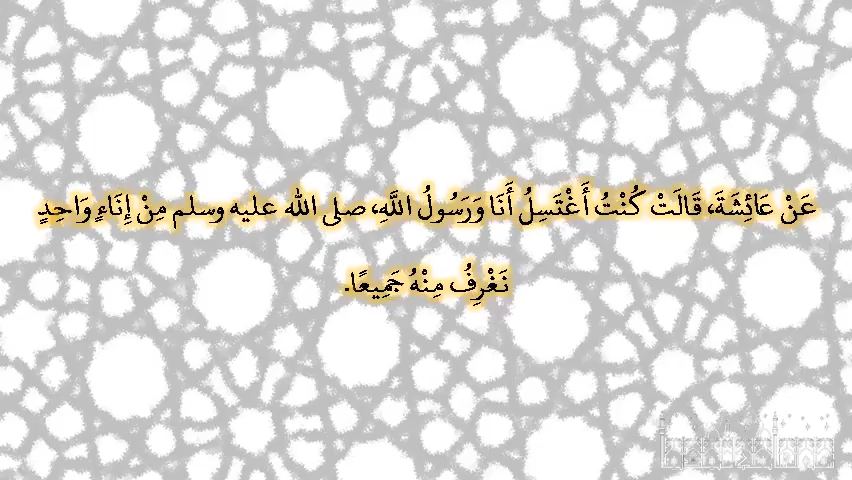 عَنْ عَائِشَةَ، قَالَتْ كُنْتُ أَغْتَسِلُ أَنَا وَرَسُولُ اللَّهِ، صلى الله عليه وسلم مِنْ إِنَاءٍ وَاحِدٍ
نَغْرِفُ مِنْهُ جَمِيعًا.